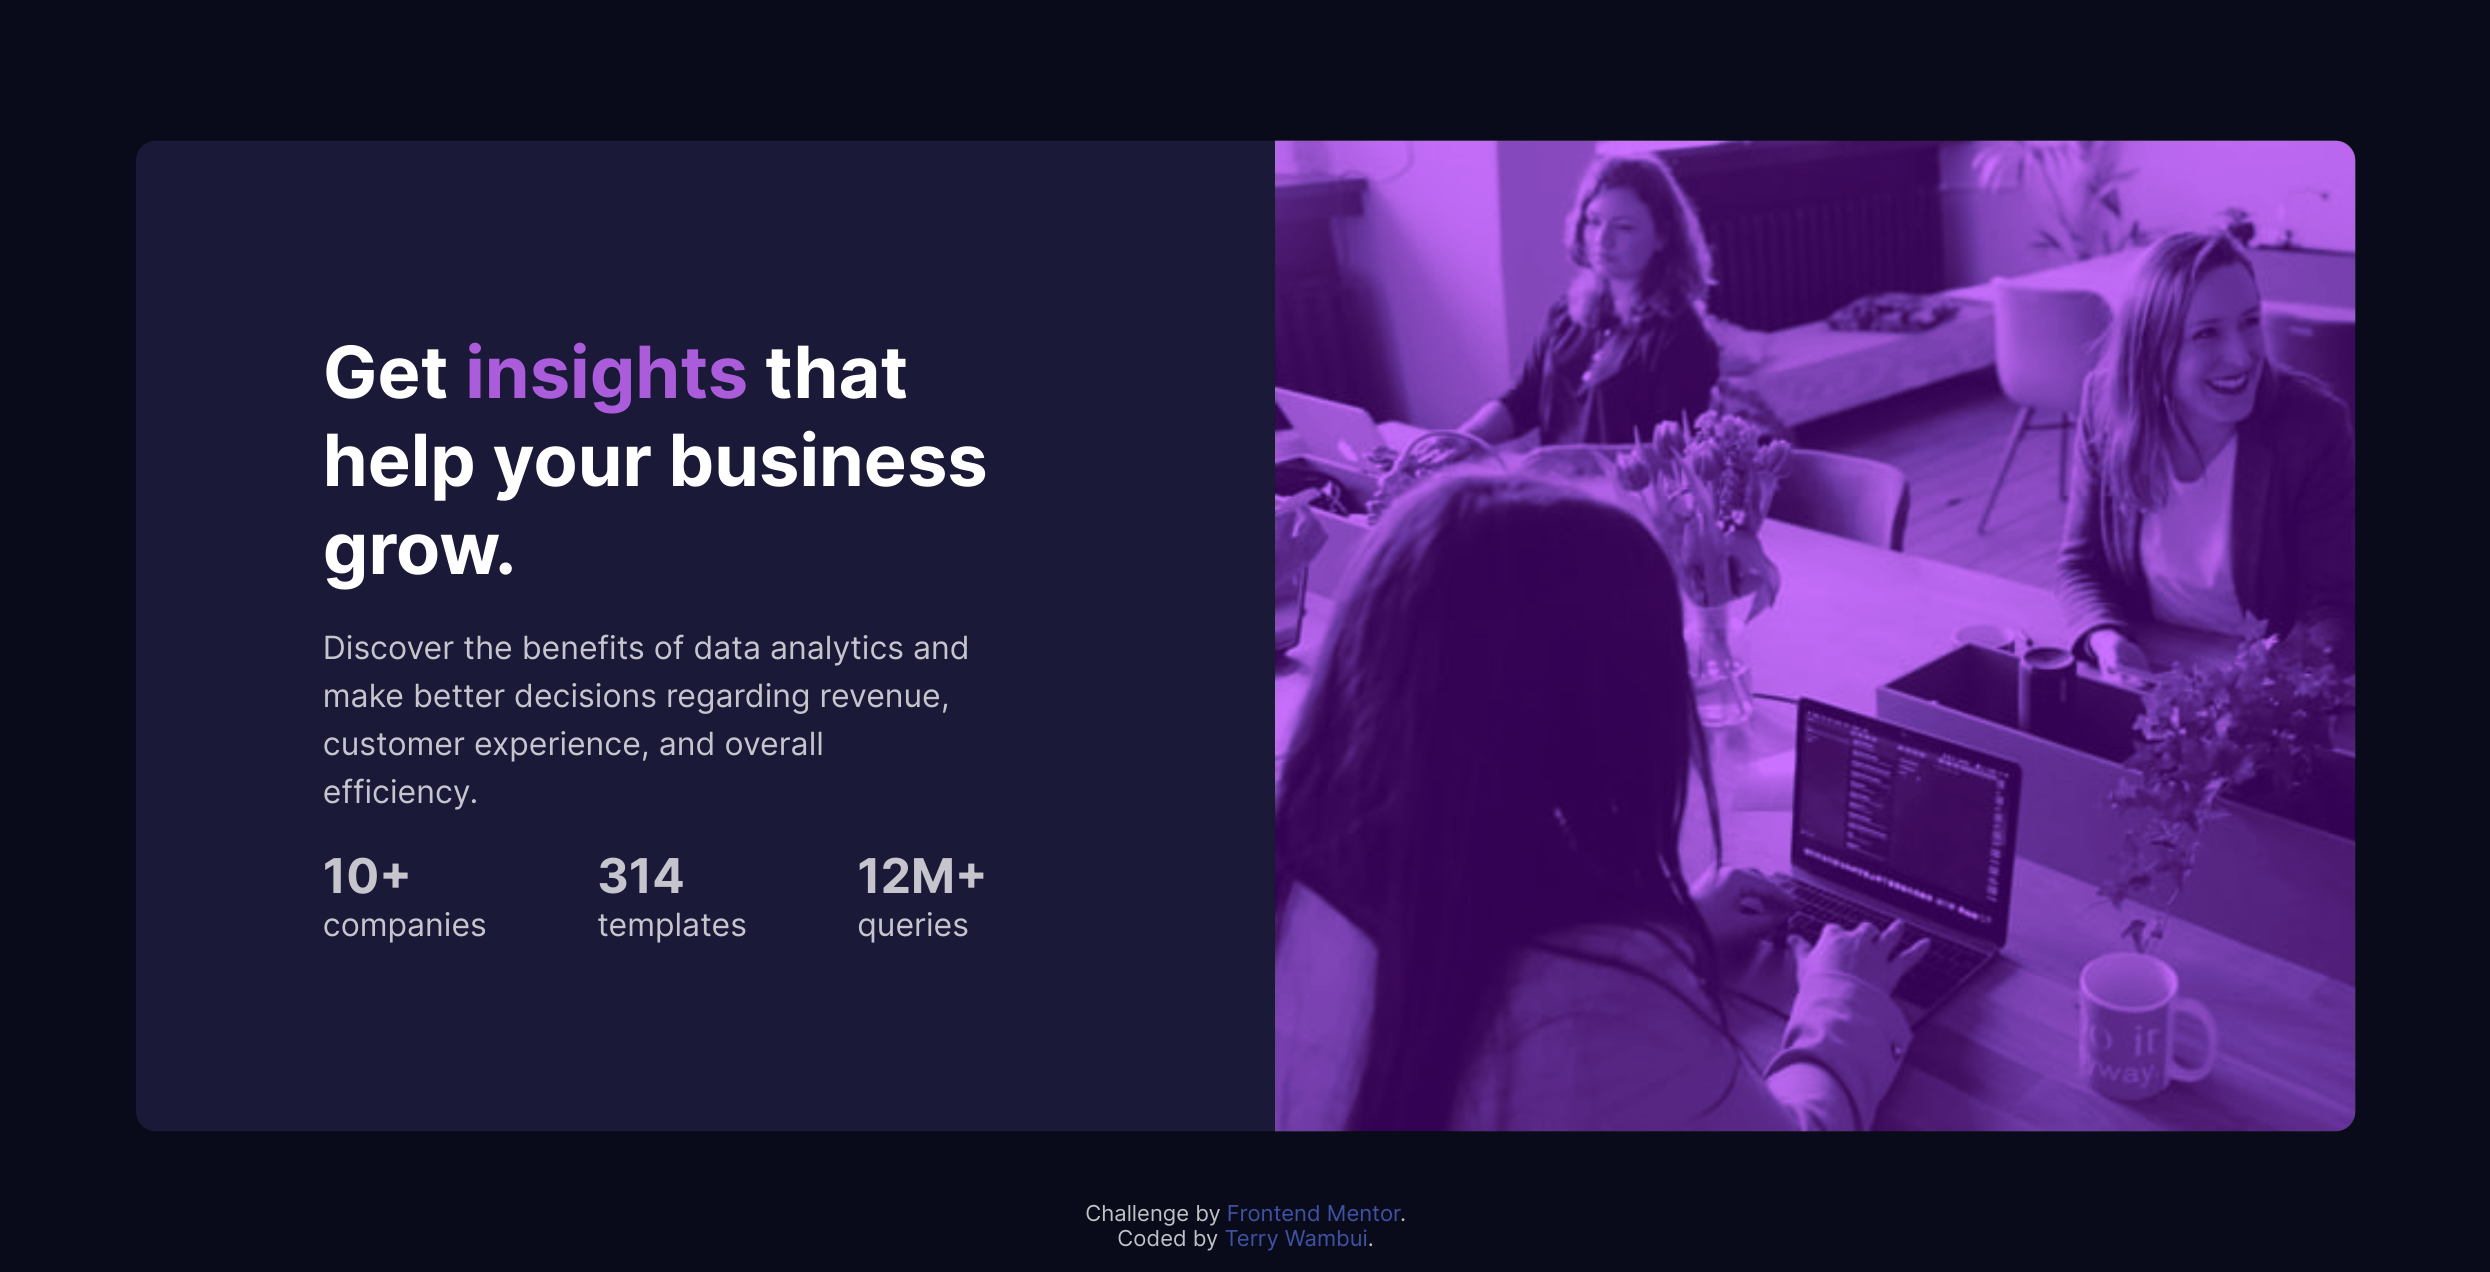 Get insights that
help your business
grow.
Discover the benefits of data analytics and
make better decisions regarding revenue,
customer experience, and overall
efficiency.
10+ 314 12M+
companies templates queries
Challenge by Frontend Mentor.
Coded by Terry Wambui.